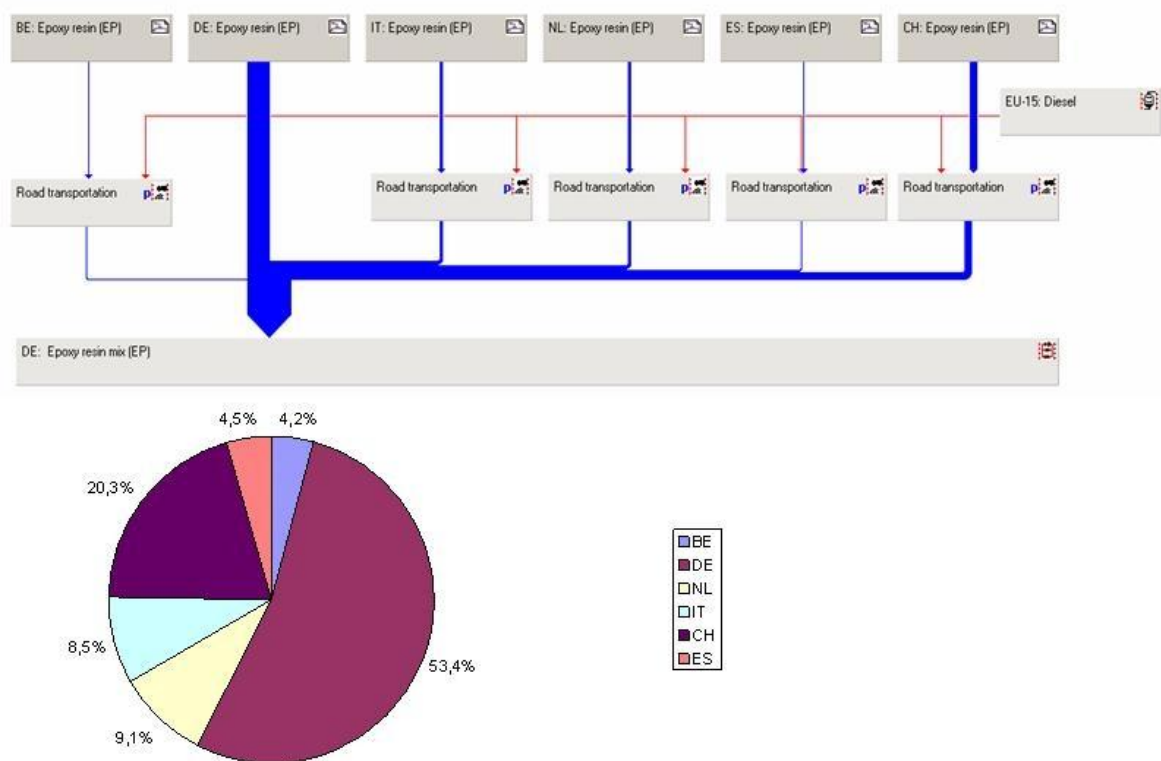 BE: Epoxy resin (EP)
DE: Epoxy resin (EP)
IT: Epoxy resin (EP)
NL: Epoxy resin (EP)
ES: Epoxy resin (EP)
CH: Epoxy resin (EP)
EU-15: Diesel
Road transportation
p
Road transportation
p
Road transportation
p
Road transportation
p
Road transportation
p
DE: Epoxy resin mix (EP)
4,5%
4,2%
20,3%
8,5%
9,1%
53,4%
BE
DE
NL
IT
CH
ES